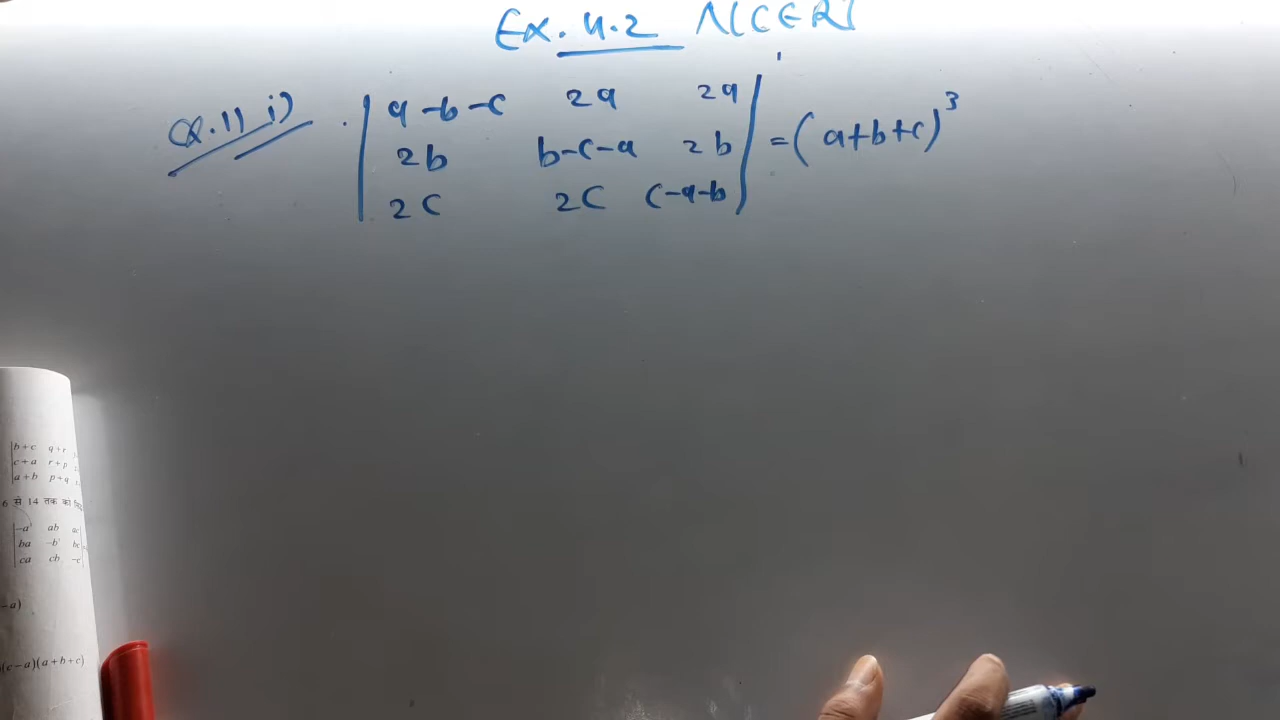 Ex. 4.2 NCERT
Q.11 i) | a-b-c 2a 2a |
| 2b b-c-a 2b | = (a+b+c)³
| 2c 2c c-a-b |
b+c q+r
c+a r+p
a+b p+q
6 से 14 तक
-a² ab ac
ba -b² bc
ca cb -c
-a)
(c-a)(a+b+c)